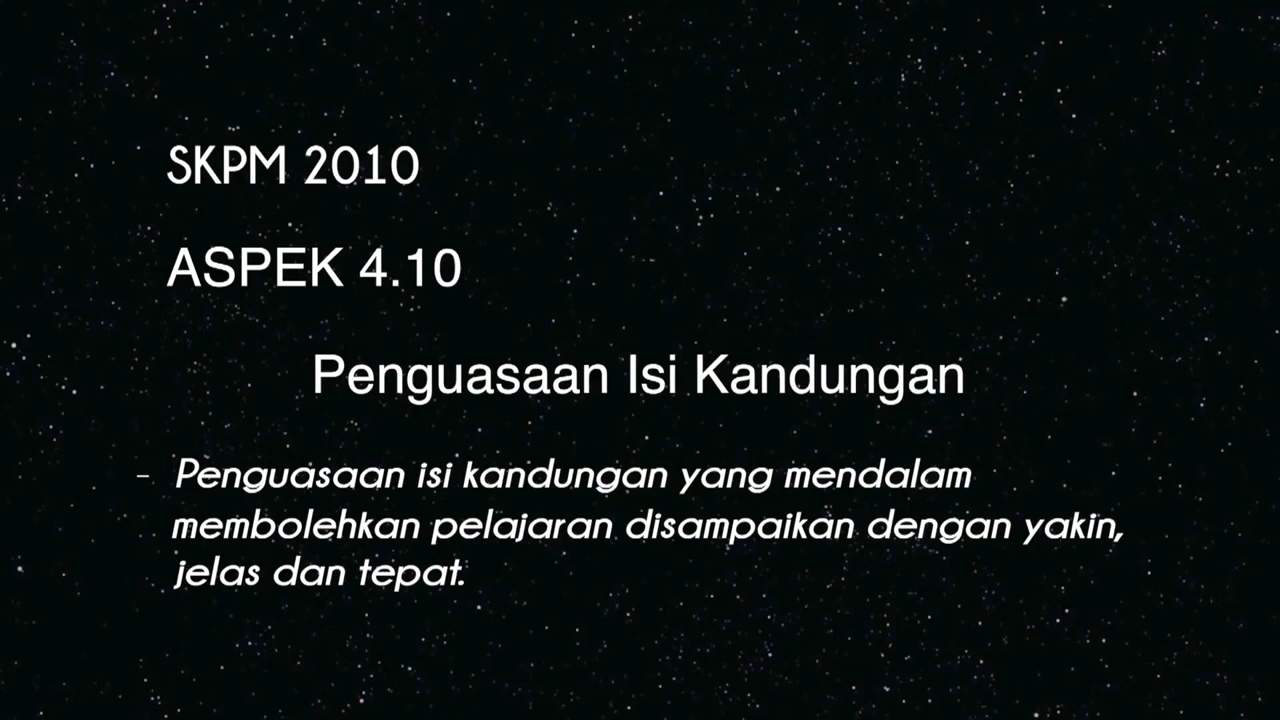 SKPM 2010
ASPEK 4.10
Penguasaan Isi Kandungan
- Penguasaan isi kandungan yang mendalam
membolehkan pelajaran disampaikan dengan yakin,
jelas dan tepat.